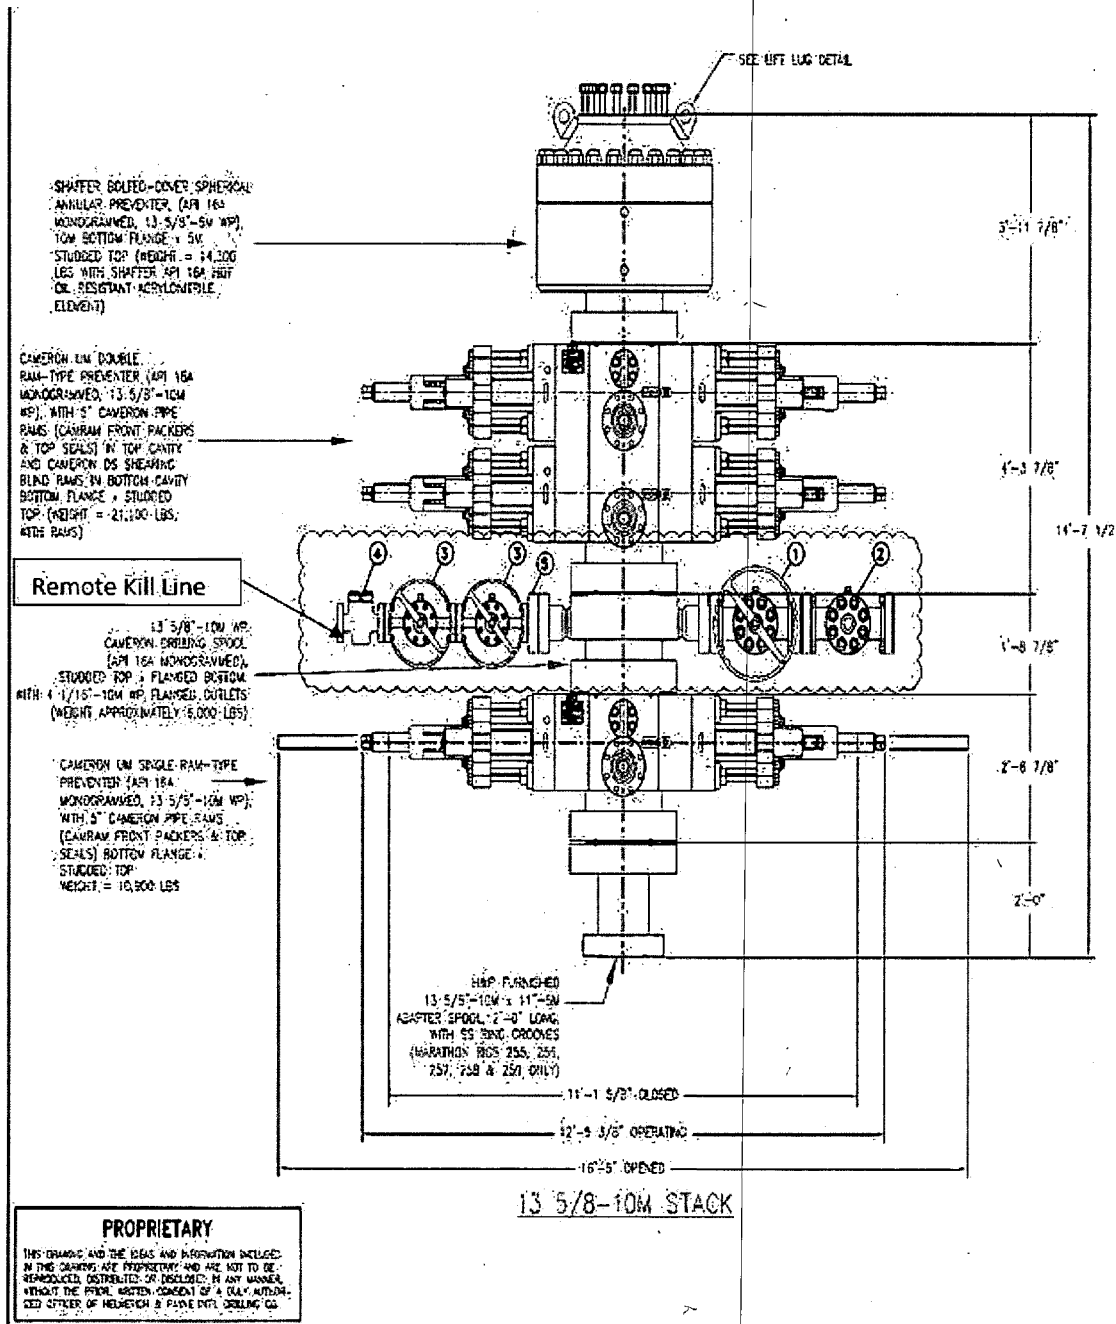 SEE LIFT LUG DETAIL
SHAFFER BOLTED-COVER SPHERICAL
ANNULAR PREVENTER, (API 16A
MONOGRAMMED, 13-5/8"-5M WP),
10M BOTTOM FLANGE x 5M
STUDDED TOP (WEIGHT = 14,300
LBS WITH SHAFFER API 16A HOT
OIL RESISTANT
ELEMENT)
3'-11 7/8"
CAMERON UM DOUBLE
RAM-TYPE PREVENTER (API 16A
MONOGRAMMED, 13-5/8"-10M
WP), WITH 5" CAMERON PIPE
RAMS (CAMRAM FRONT PACKERS
& TOP SEALS) IN TOP CAVITY
AND CAMERON DS SHEARING
BLIND RAMS IN BOTTOM CAVITY
BOTTOM FLANGE x STUDDED
TOP (WEIGHT = 21,100 LBS,
WITH RAMS)
4'-3 7/8"
14'-7 1/2
4
3
3
5
1
2
Remote Kill Line
13 5/8"-10M WP
CAMERON DRILLING SPOOL
(API 16A MONOGRAMMED),
STUDDED TOP x FLANGED BOTTOM
WITH 4 1/16"-10M WP FLANGED OUTLETS
(WEIGHT APPROXIMATELY 6,000 LBS)
1'-8 7/8"
CAMERON UM SINGLE RAM-TYPE
PREVENTER (API 16A
MONOGRAMMED, 13 5/8"-10M WP),
WITH 5" CAMERON PIPE RAMS
(CAMRAM FRONT PACKERS & TOP
SEALS) BOTTOM FLANGE x
STUDDED TOP
WEIGHT = 10,900 LBS
2'-6 7/8"
2'-0"
H&P FURNISHED
13 5/8"-10M x 11"-5M
ADAPTER SPOOL, 2'-0" LONG,
WITH SS RING GROOVES
(MARATHON RIGS 255, 256,
257, 258 & 259 ONLY)
11'-1 5/8" CLOSED
12'-5 3/8" OPERATING
16'-5" OPENED
13 5/8-10M STACK
PROPRIETARY
THIS DRAWING AND THE IDEAS AND INFORMATION INCLUDED
IN THIS DRAWING ARE PROPRIETARY AND ARE NOT TO BE
REPRODUCED, DISTRIBUTED OR DISCLOSED IN ANY MANNER,
WITHOUT THE PRIOR WRITTEN CONSENT OF A DULY AUTHOR-
IZED OFFICER OF HELMERICH & PAYNE INT'L DRILLING CO.